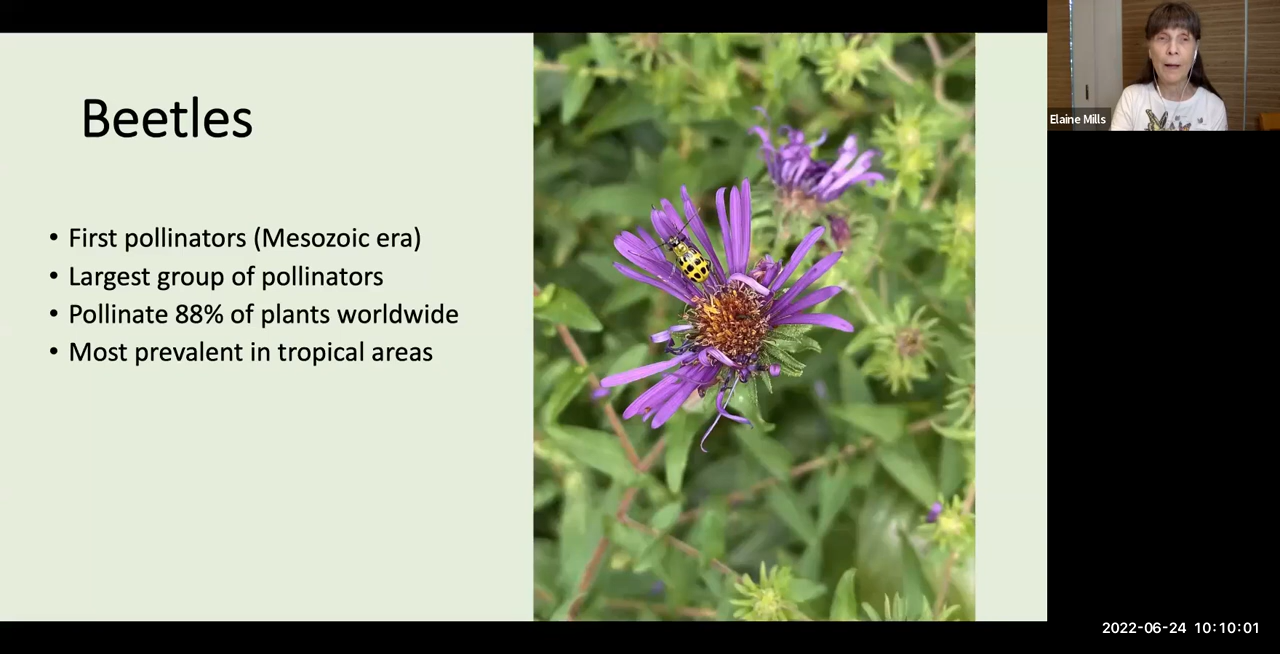 Beetles
• First pollinators (Mesozoic era)
• Largest group of pollinators
• Pollinate 88% of plants worldwide
• Most prevalent in tropical areas
Elaine Mills
2022-06-24 10:10:01